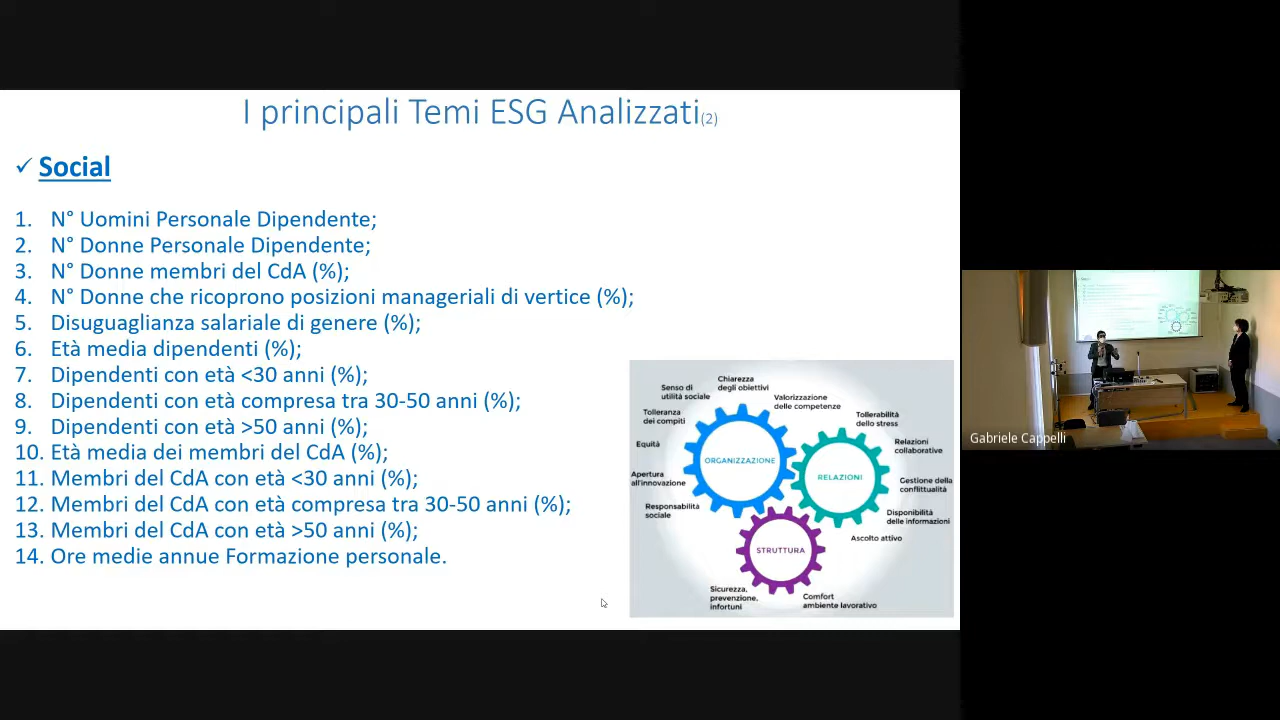 I principali Temi ESG Analizzati(2)
✓ Social
1. N° Uomini Personale Dipendente;
2. N° Donne Personale Dipendente;
3. N° Donne membri del CdA (%);
4. N° Donne che ricoprono posizioni manageriali di vertice (%);
5. Disuguaglianza salariale di genere (%);
6. Età media dipendenti (%);
7. Dipendenti con età <30 anni (%);
8. Dipendenti con età compresa tra 30-50 anni (%);
9. Dipendenti con età >50 anni (%);
10. Età media dei membri del CdA (%);
11. Membri del CdA con età <30 anni (%);
12. Membri del CdA con età compresa tra 30-50 anni (%);
13. Membri del CdA con età >50 anni (%);
14. Ore medie annue Formazione personale.
Chiarezza
degli obiettivi
Senso di
utilità sociale
Valorizzazione
delle competenze
Tolleranza
dei compiti
Tollerabilità
dello stress
Equità
Relazioni
collaborative
ORGANIZZAZIONE
RELAZIONI
Apertura
all'innovazione
Gestione della
conflittualità
Responsabilità
sociale
Disponibilità
delle informazioni
Ascolto attivo
STRUTTURA
Sicurezza,
prevenzione,
infortuni
Comfort
ambiente lavorativo
Gabriele Cappelli